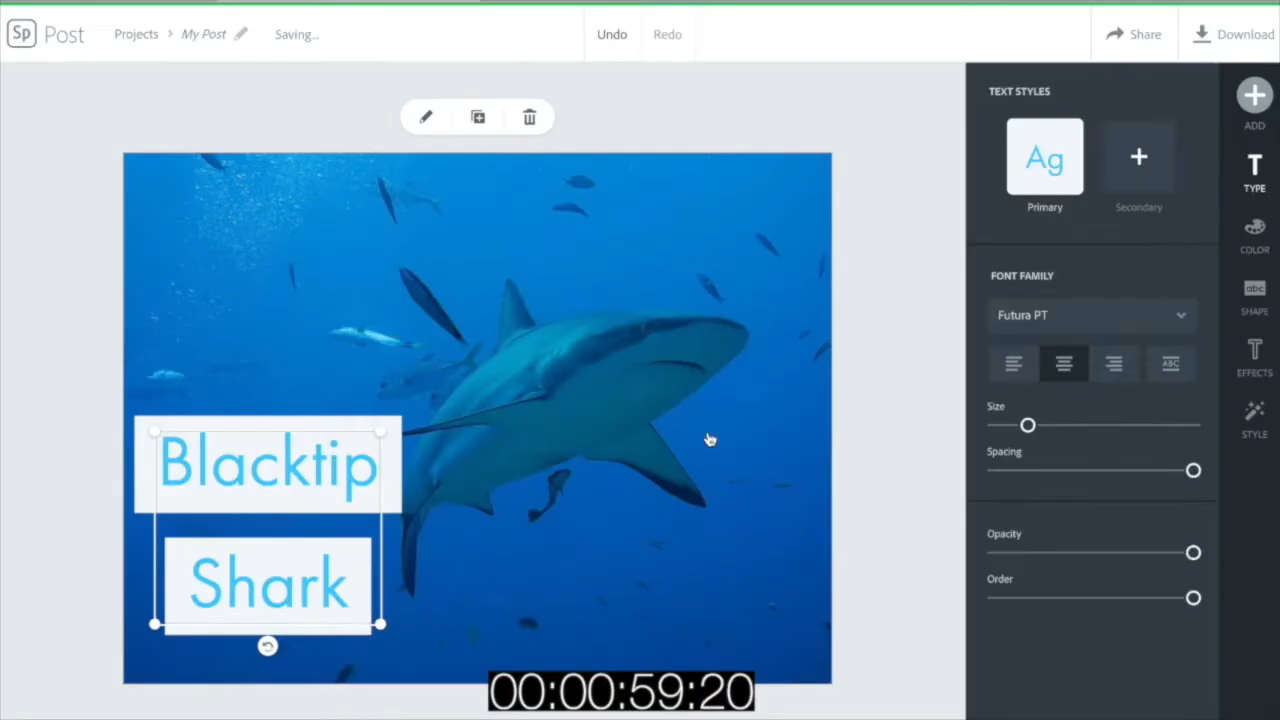 Sp Post Projects > My Post Saving... Undo Redo Share Download
TEXT STYLES
Ag
+
Primary Secondary
FONT FAMILY
Futura PT
ABC
Size
Spacing
Opacity
Order
ADD
T
TYPE
COLOR
abc
SHAPE
T
EFFECTS
STYLE
Blacktip
Shark
00:00:59:20